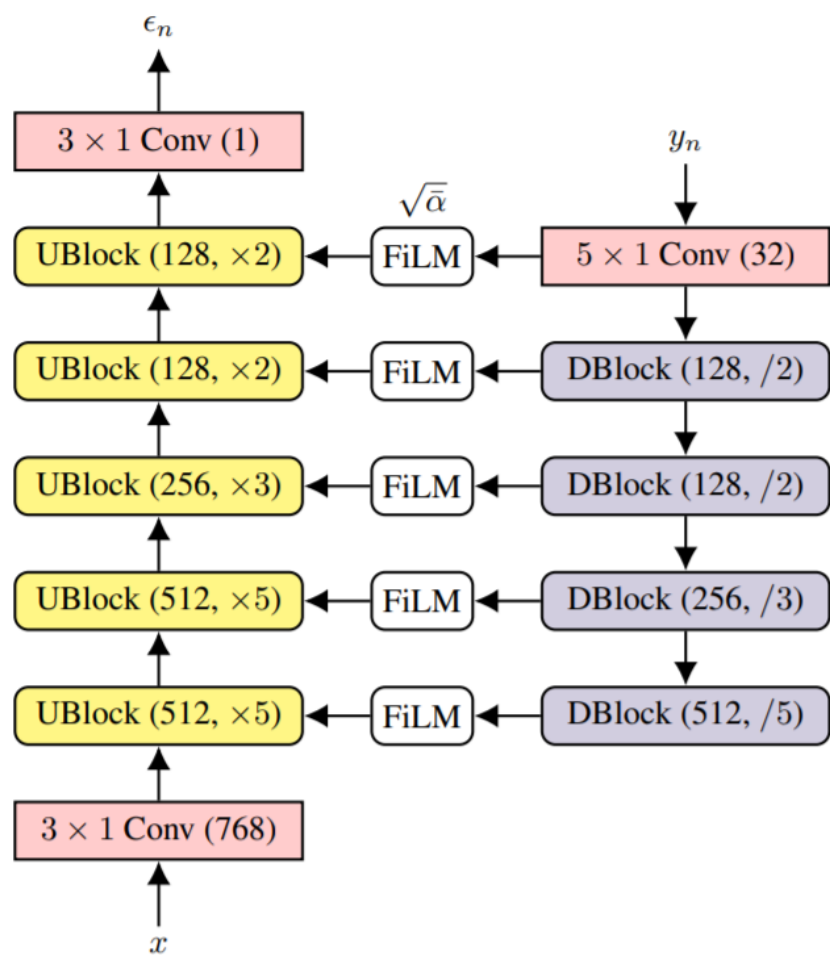 ϵₙ
3 × 1 Conv (1)
yₙ
√ᾱ
UBlock (128, ×2)
FiLM
5 × 1 Conv (32)
UBlock (128, ×2)
FiLM
DBlock (128, /2)
UBlock (256, ×3)
FiLM
DBlock (128, /2)
UBlock (512, ×5)
FiLM
DBlock (256, /3)
UBlock (512, ×5)
FiLM
DBlock (512, /5)
3 × 1 Conv (768)
x